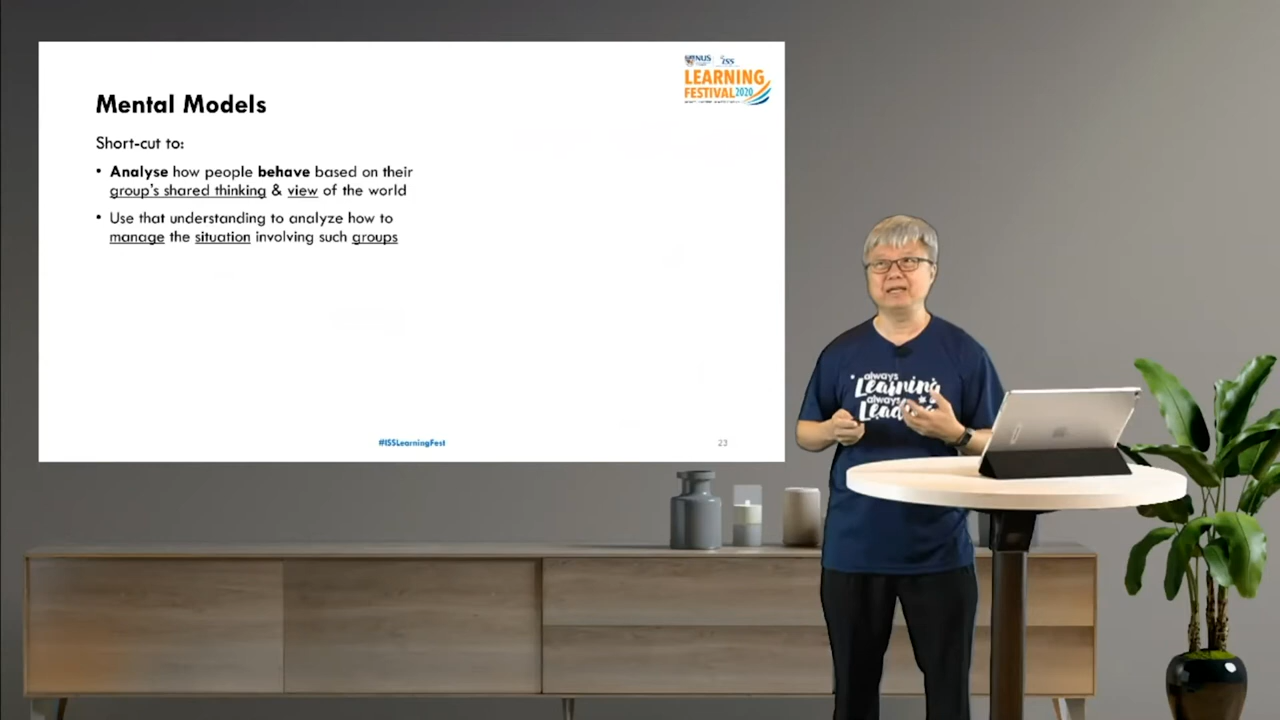 NUS
ISS
LEARNING
FESTIVAL 2020
Mental Models
Short-cut to:
• Analyse how people behave based on their
group's shared thinking & view of the world
• Use that understanding to analyze how to
manage the situation involving such groups
#ISSLearningFest
23
always
Learning
always